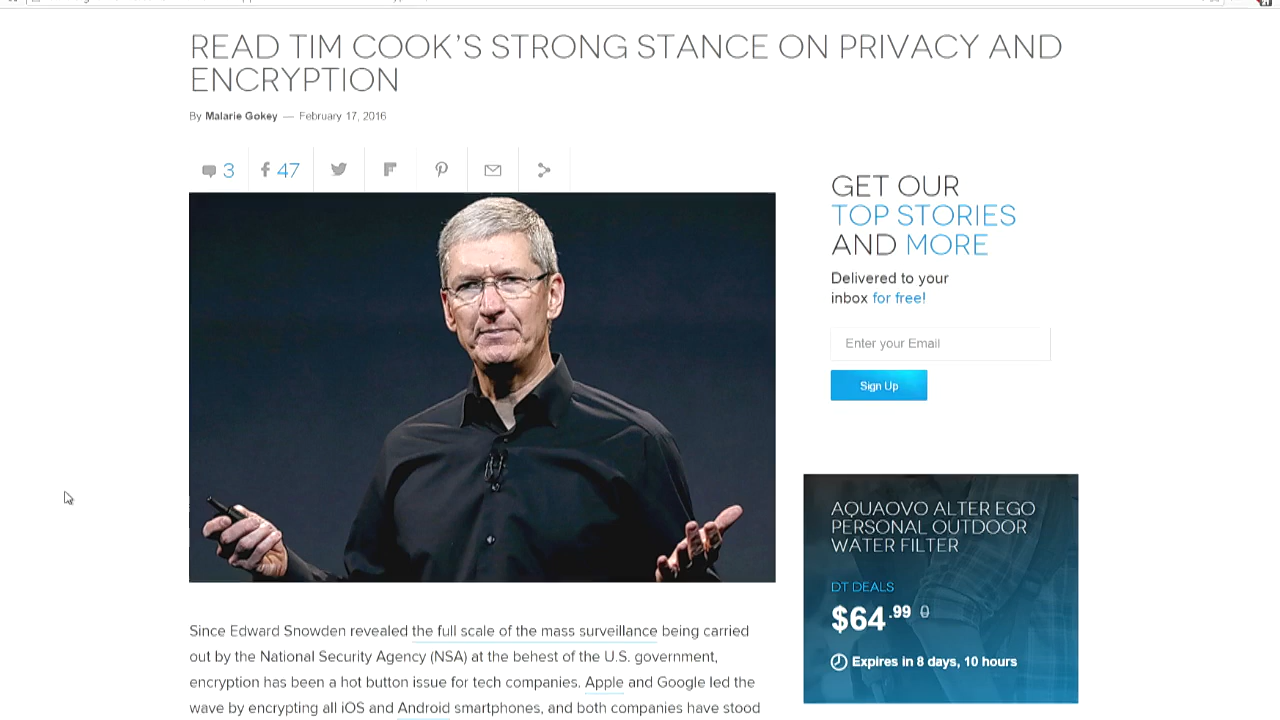 READ TIM COOK'S STRONG STANCE ON PRIVACY AND
ENCRYPTION
By Malarie Gokey — February 17, 2016
3
47
GET OUR
TOP STORIES
AND MORE
Delivered to your
inbox for free!
Enter your Email
Sign Up
AQUAOVO ALTER EGO
PERSONAL OUTDOOR
WATER FILTER
DT DEALS
$64.99 0
Expires in 8 days, 10 hours
Since Edward Snowden revealed the full scale of the mass surveillance being carried
out by the National Security Agency (NSA) at the behest of the U.S. government,
encryption has been a hot button issue for tech companies. Apple and Google led the
wave by encrypting all iOS and Android smartphones, and both companies have stood